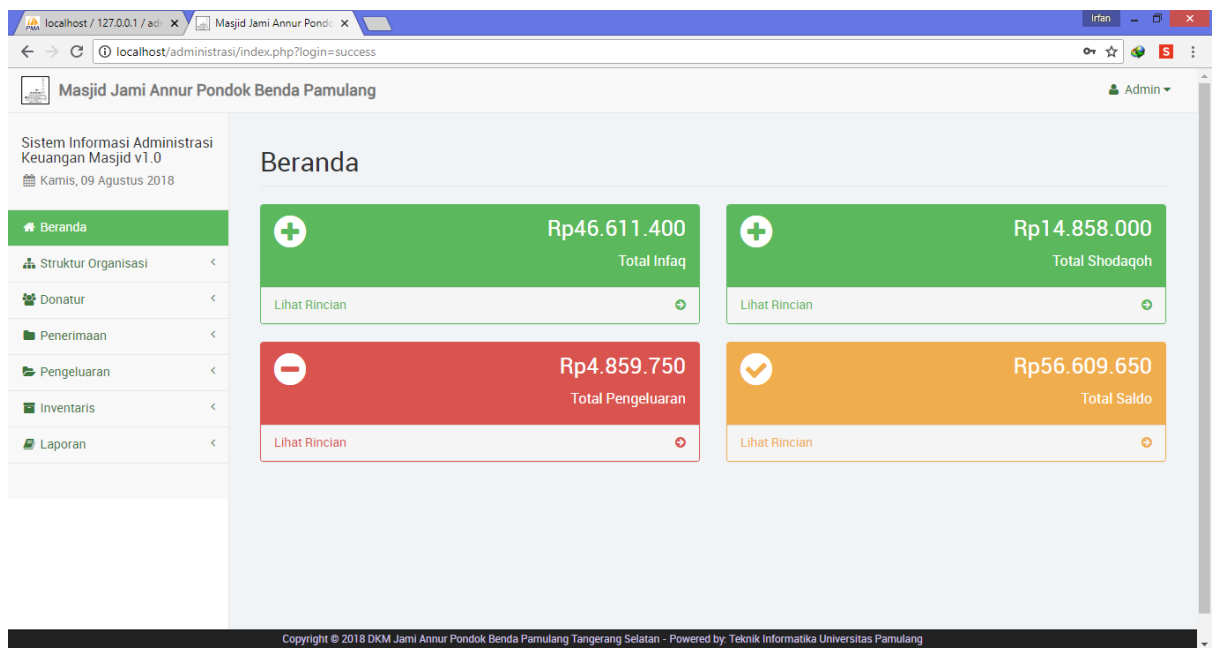 localhost / 127.0.0.1 / adr
Masjid Jami Annur Pondo
Irfan
localhost/administrasi/index.php?login=success
Masjid Jami Annur Pondok Benda Pamulang
Admin
Sistem Informasi Administrasi
Keuangan Masjid v1.0
Kamis, 09 Agustus 2018
Beranda
Struktur Organisasi
Donatur
Penerimaan
Pengeluaran
Inventaris
Laporan
Beranda
Rp46.611.400
Total Infaq
Lihat Rincian
Rp14.858.000
Total Shodaqoh
Lihat Rincian
Rp4.859.750
Total Pengeluaran
Lihat Rincian
Rp56.609.650
Total Saldo
Lihat Rincian
Copyright © 2018 DKM Jami Annur Pondok Benda Pamulang Tangerang Selatan - Powered by: Teknik Informatika Universitas Pamulang